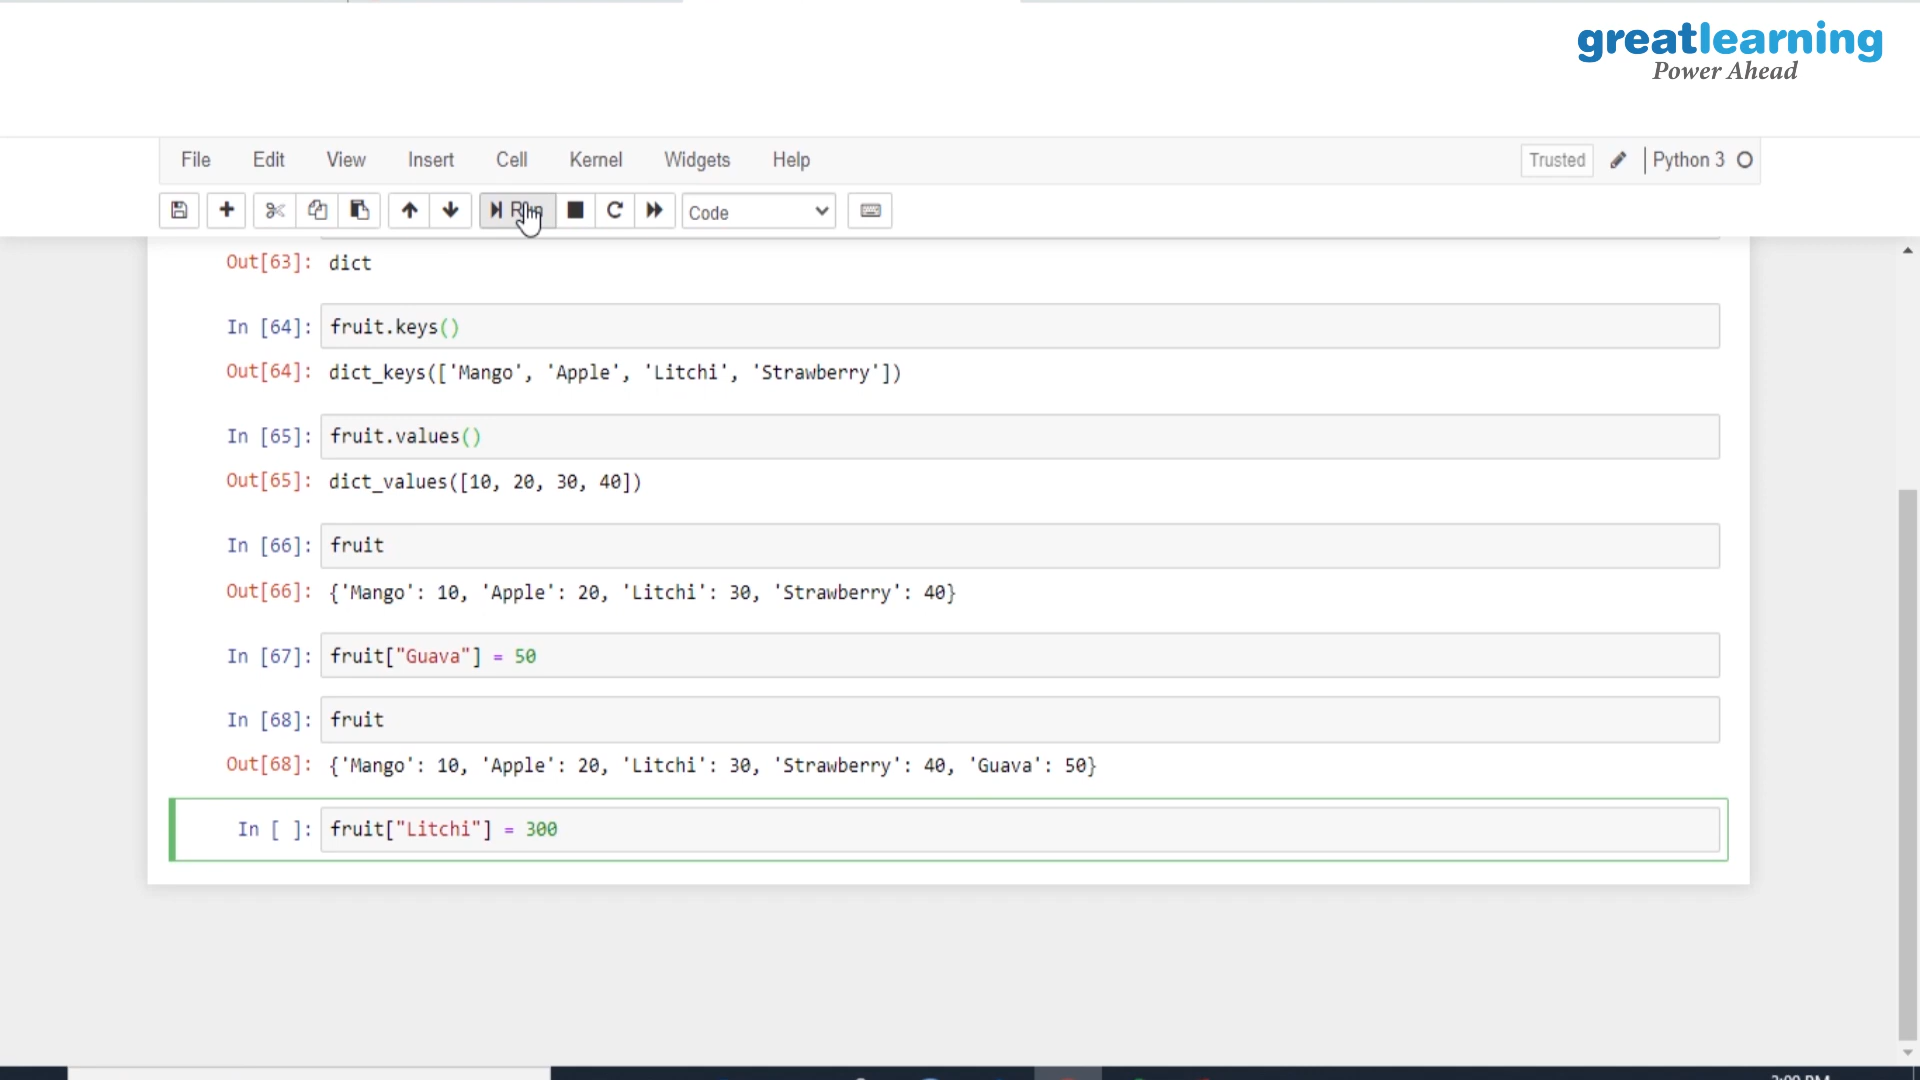 greatlearning
Power Ahead
File Edit View Insert Cell Kernel Widgets Help Trusted Python 3
Run Code
Out[63]: dict
In [64]: fruit.keys()
Out[64]: dict_keys(['Mango', 'Apple', 'Litchi', 'Strawberry'])
In [65]: fruit.values()
Out[65]: dict_values([10, 20, 30, 40])
In [66]: fruit
Out[66]: {'Mango': 10, 'Apple': 20, 'Litchi': 30, 'Strawberry': 40}
In [67]: fruit["Guava"] = 50
In [68]: fruit
Out[68]: {'Mango': 10, 'Apple': 20, 'Litchi': 30, 'Strawberry': 40, 'Guava': 50}
In [ ]: fruit["Litchi"] = 300